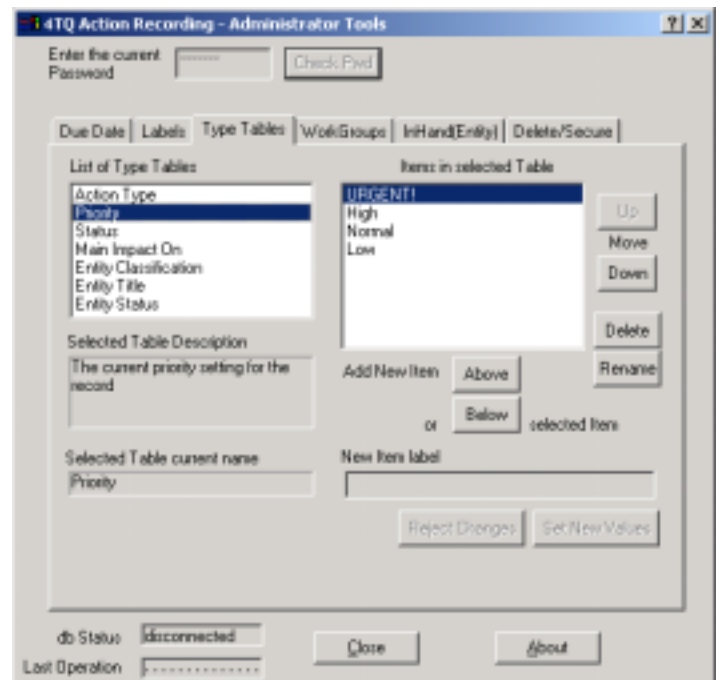 4TQ Action Recording - Administrator Tools
Enter the current
Password
-------
Check Pwd
Due Date
Labels
Type Tables
WorkGroups
InHand(Entity)
Delete/Secure
List of Type Tables
Action Type
Priority
Status
Main Impact On
Entity Classification
Entity Title
Entity Status
Items in selected Table
URGENT!
High
Normal
Low
Up
Move
Down
Delete
Rename
Selected Table Description
The current priority setting for the
record
Add New Item
Above
or
Below
selected Item
Selected Table current name
Priority
New Item label
Reject Changes
Set New Values
db Status
disconnected
Close
About
Last Operation
- - - - - - - - - - - - - -